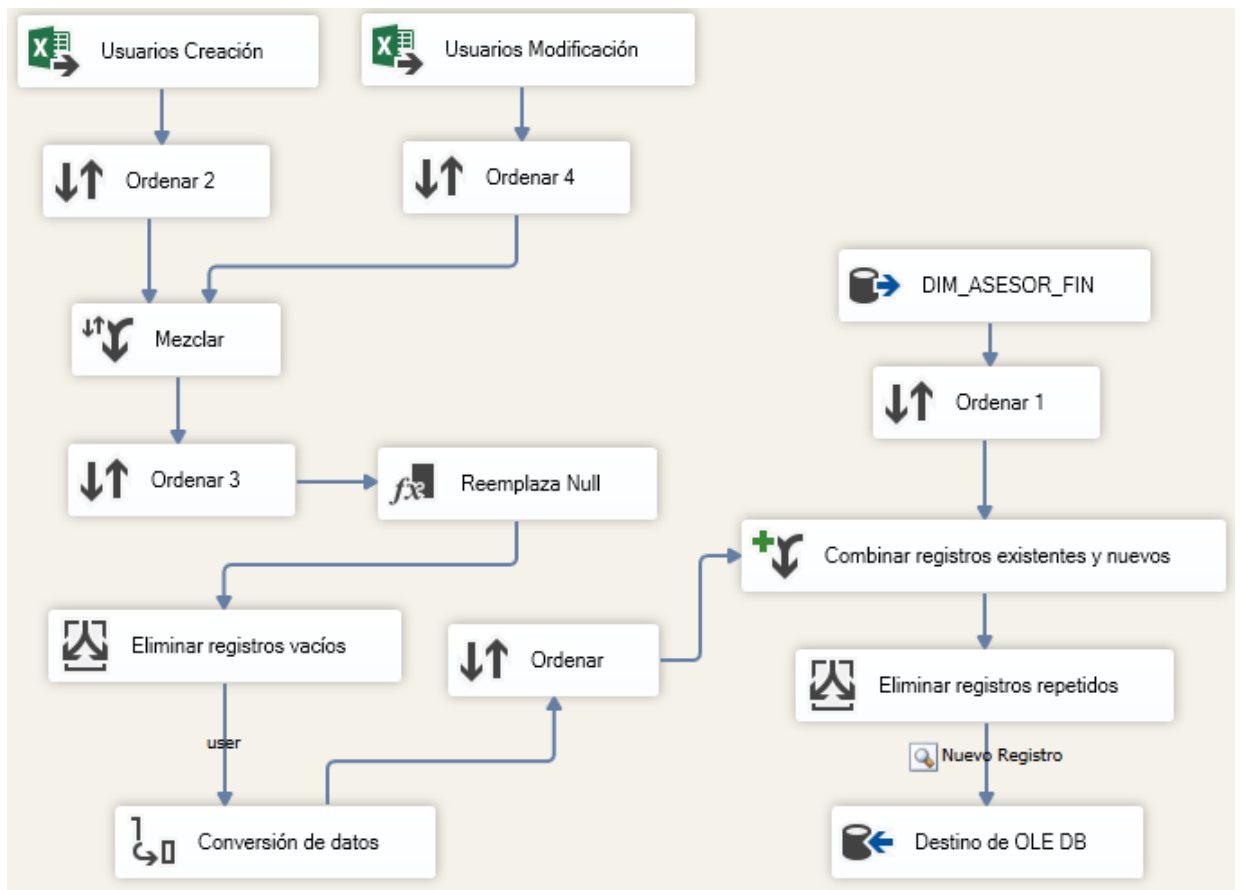 Usuarios Creación
Usuarios Modificación
Ordenar 2
Ordenar 4
DIM_ASESOR_FIN
Mezclar
Ordenar 1
Ordenar 3
Reemplaza Null
Combinar registros existentes y nuevos
Eliminar registros vacíos
Ordenar
Eliminar registros repetidos
user
Nuevo Registro
Conversión de datos
Destino de OLE DB